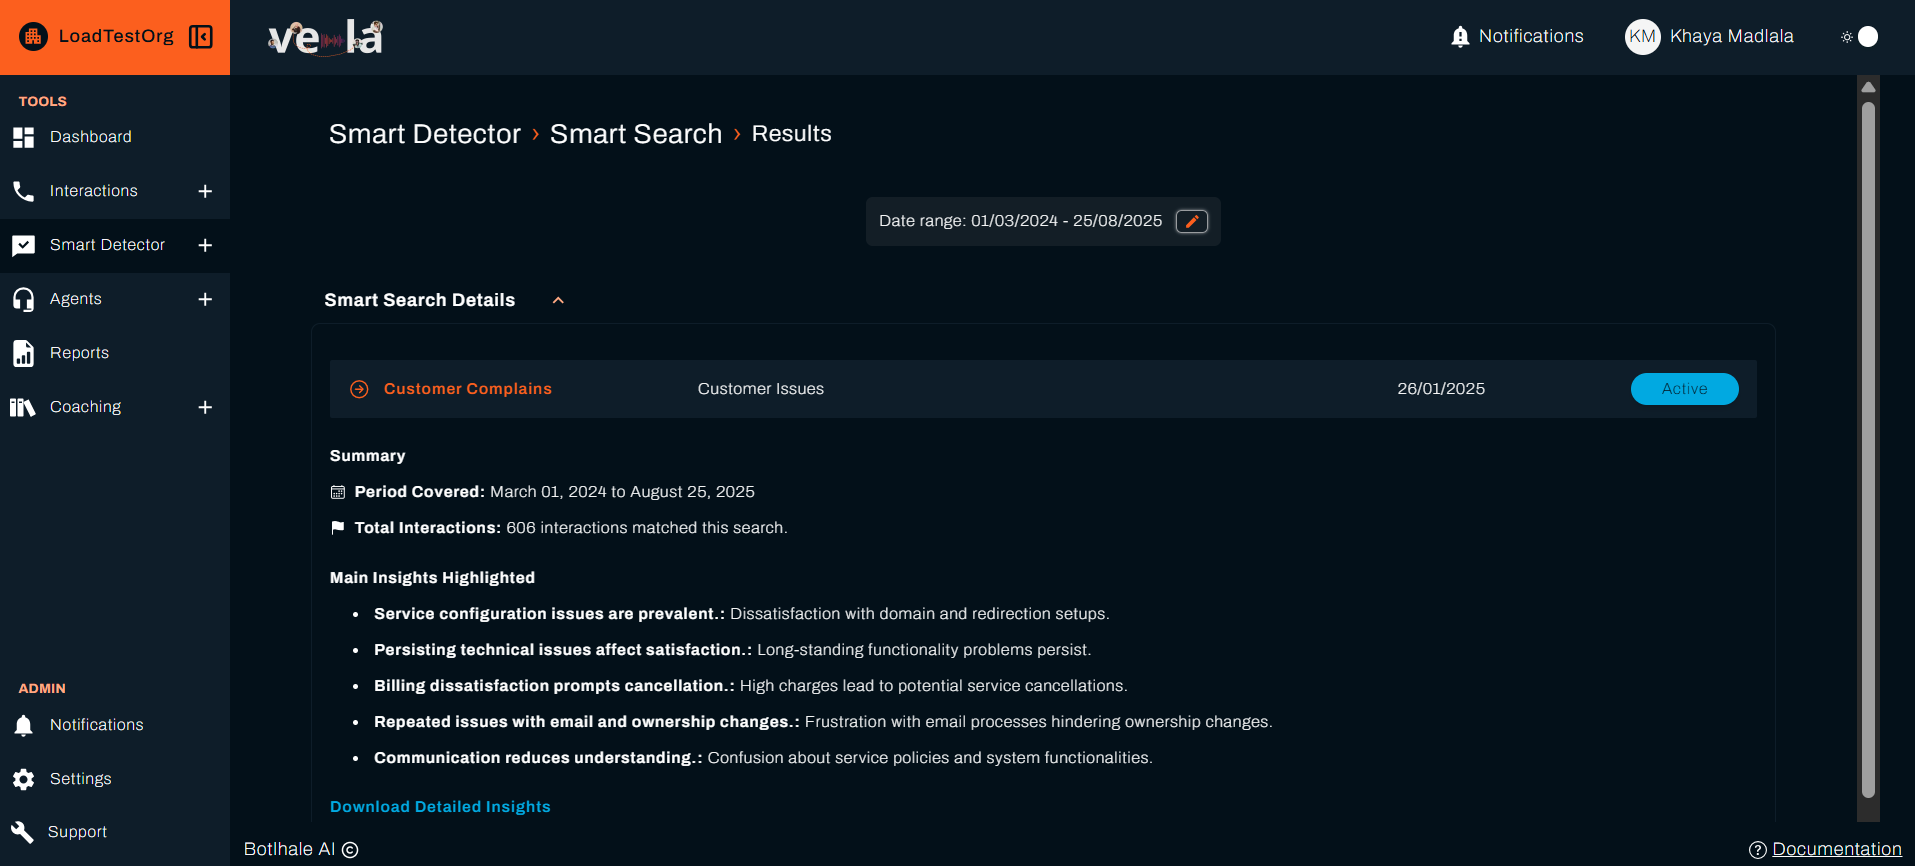 LoadTestOrg
vela
Notifications
KM
Khaya Madlala
TOOLS
Dashboard
Interactions
Smart Detector
Agents
Reports
Coaching
ADMIN
Notifications
Settings
Support
Smart Detector › Smart Search › Results
Date range: 01/03/2024 - 25/08/2025
Smart Search Details
Customer Complains Customer Issues 26/01/2025 Active
Summary
Period Covered: March 01, 2024 to August 25, 2025
Total Interactions: 606 interactions matched this search.
Main Insights Highlighted
• Service configuration issues are prevalent.: Dissatisfaction with domain and redirection setups.
• Persisting technical issues affect satisfaction.: Long-standing functionality problems persist.
• Billing dissatisfaction prompts cancellation.: High charges lead to potential service cancellations.
• Repeated issues with email and ownership changes.: Frustration with email processes hindering ownership changes.
• Communication reduces understanding.: Confusion about service policies and system functionalities.
Download Detailed Insights
Botlhale AI ©
Documentation